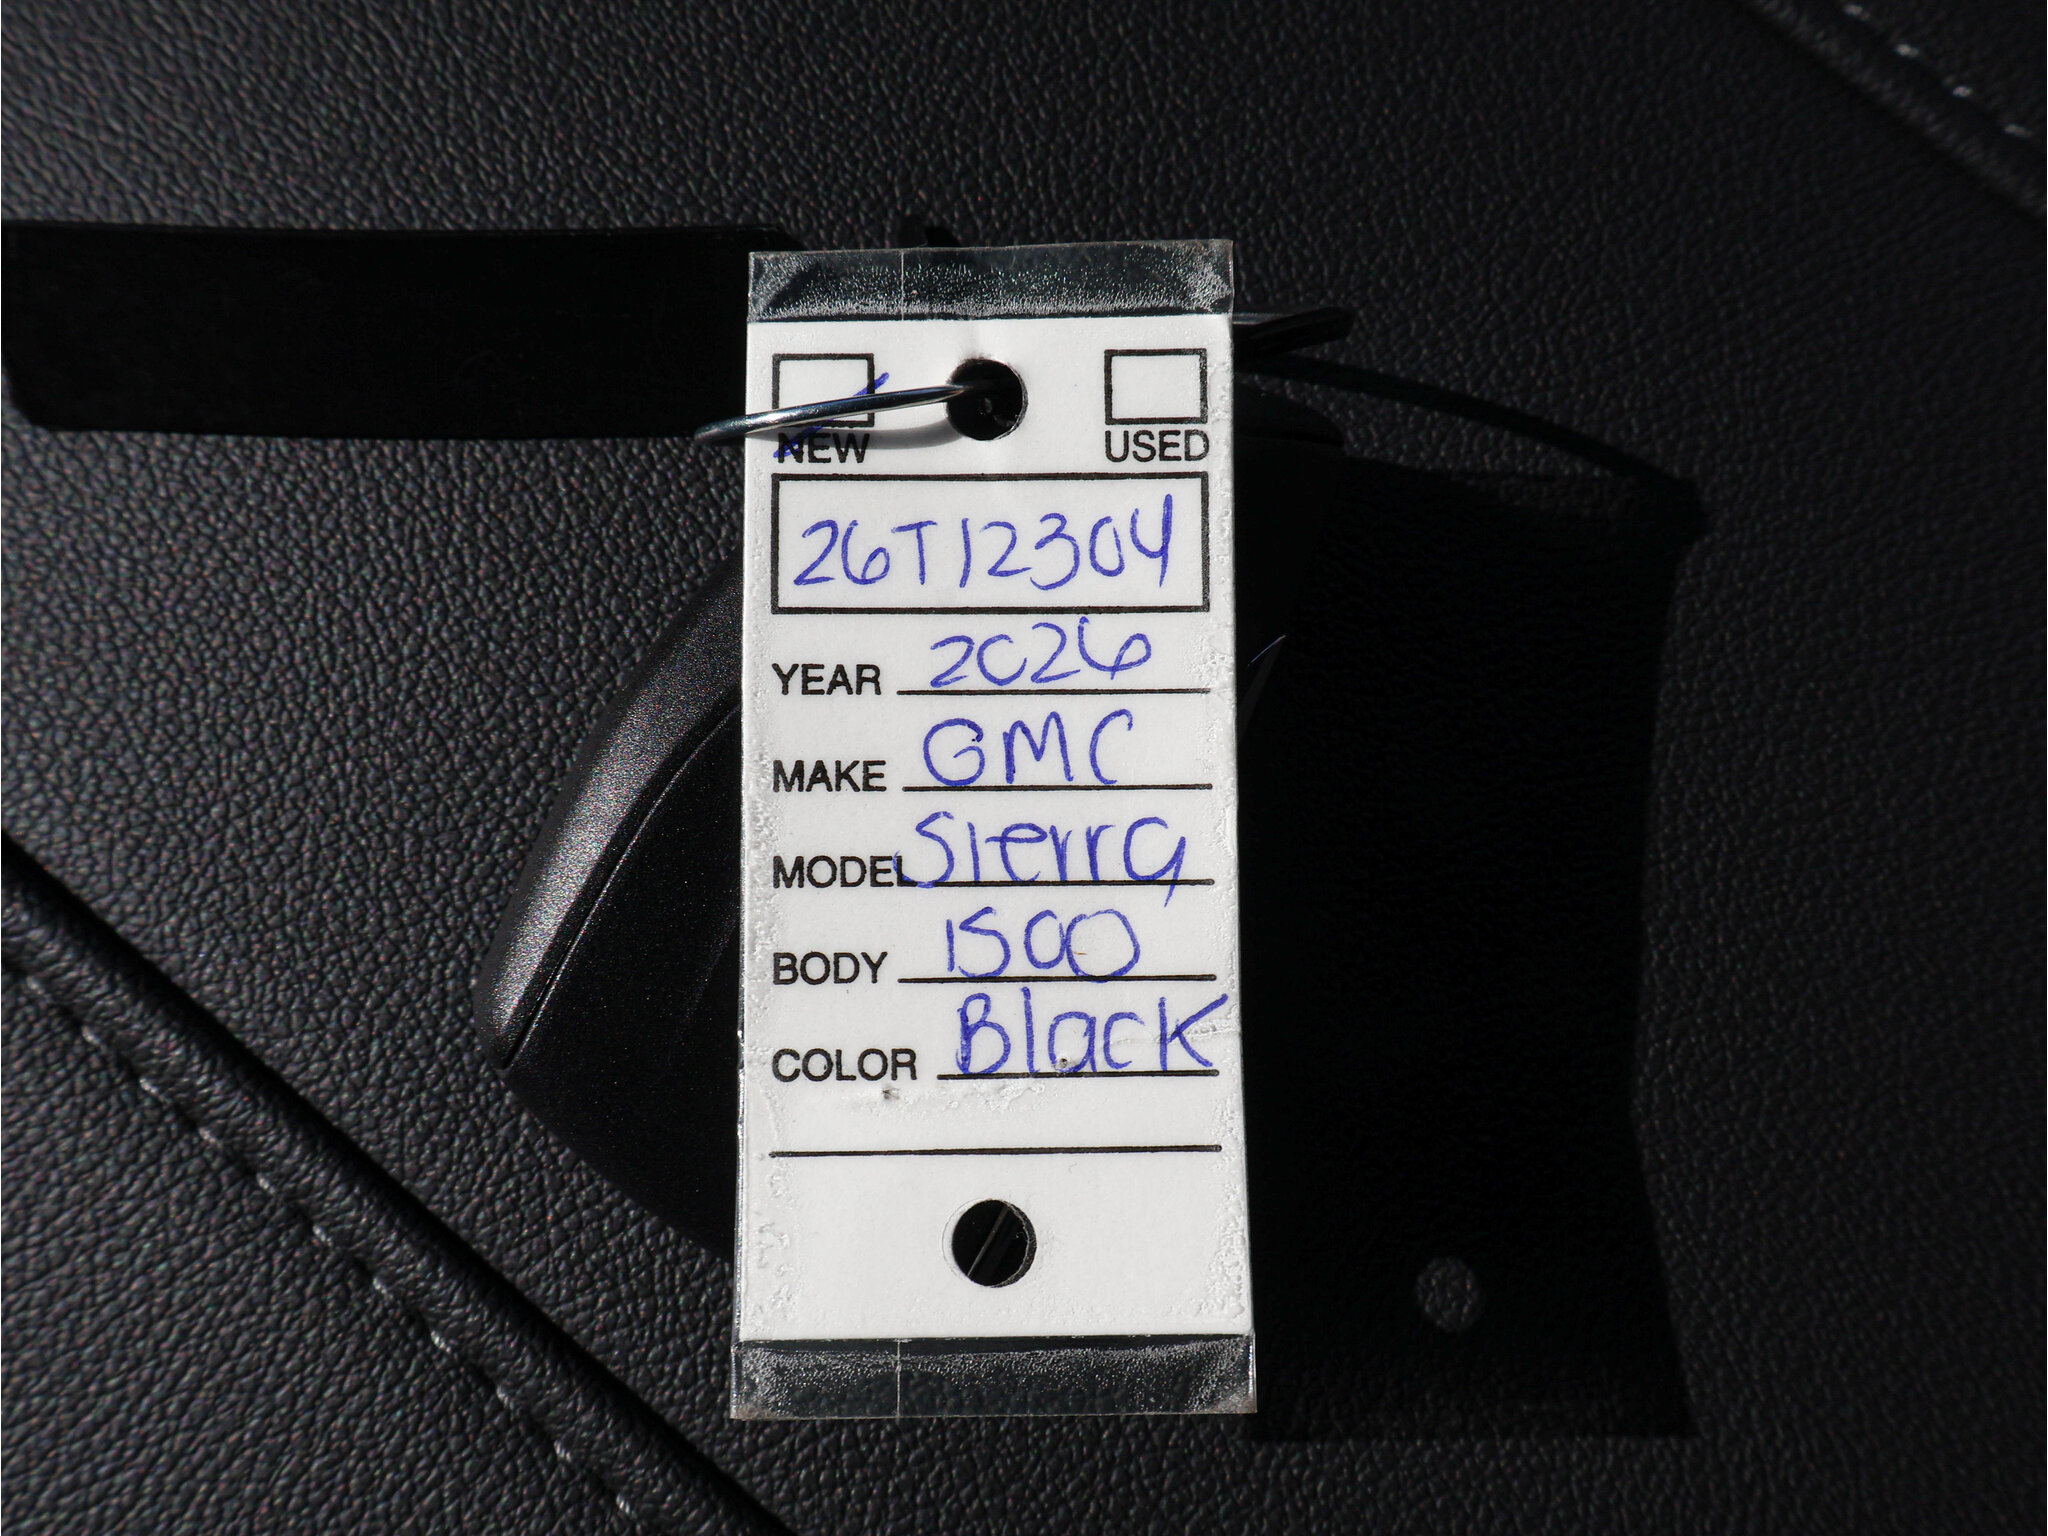 NEW USED
26T12304
YEAR 2026
MAKE GMC
MODEL Sierra
BODY 1500
COLOR Black